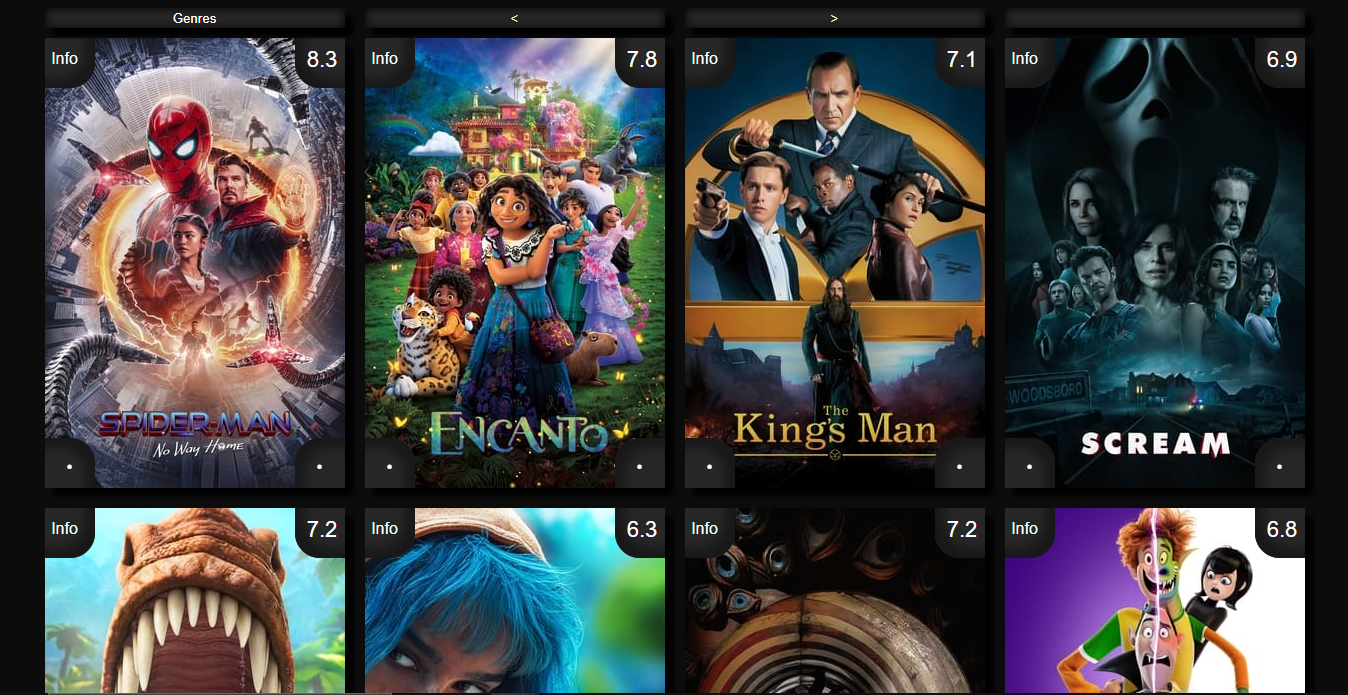 Genres
<
>
Info
8.3
Info
7.8
Info
7.1
Info
6.9
SPIDER-MAN
No Way Home
ENCANTO
The
King's Man
WOODSBORO
SCREAM
Info
7.2
Info
6.3
Info
7.2
Info
6.8